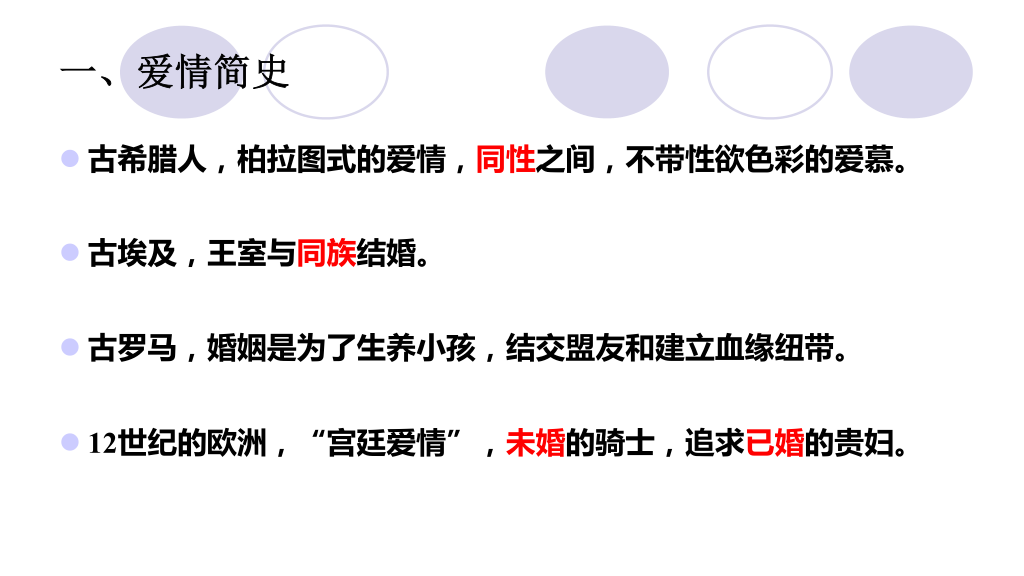 一、爱情简史
古希腊人，柏拉图式的爱情，同性之间，不带性欲色彩的爱慕。
古埃及，王室与同族结婚。
古罗马，婚姻是为了生养小孩，结交盟友和建立血缘纽带。
12世纪的欧洲，“宫廷爱情”，未婚的骑士，追求已婚的贵妇。